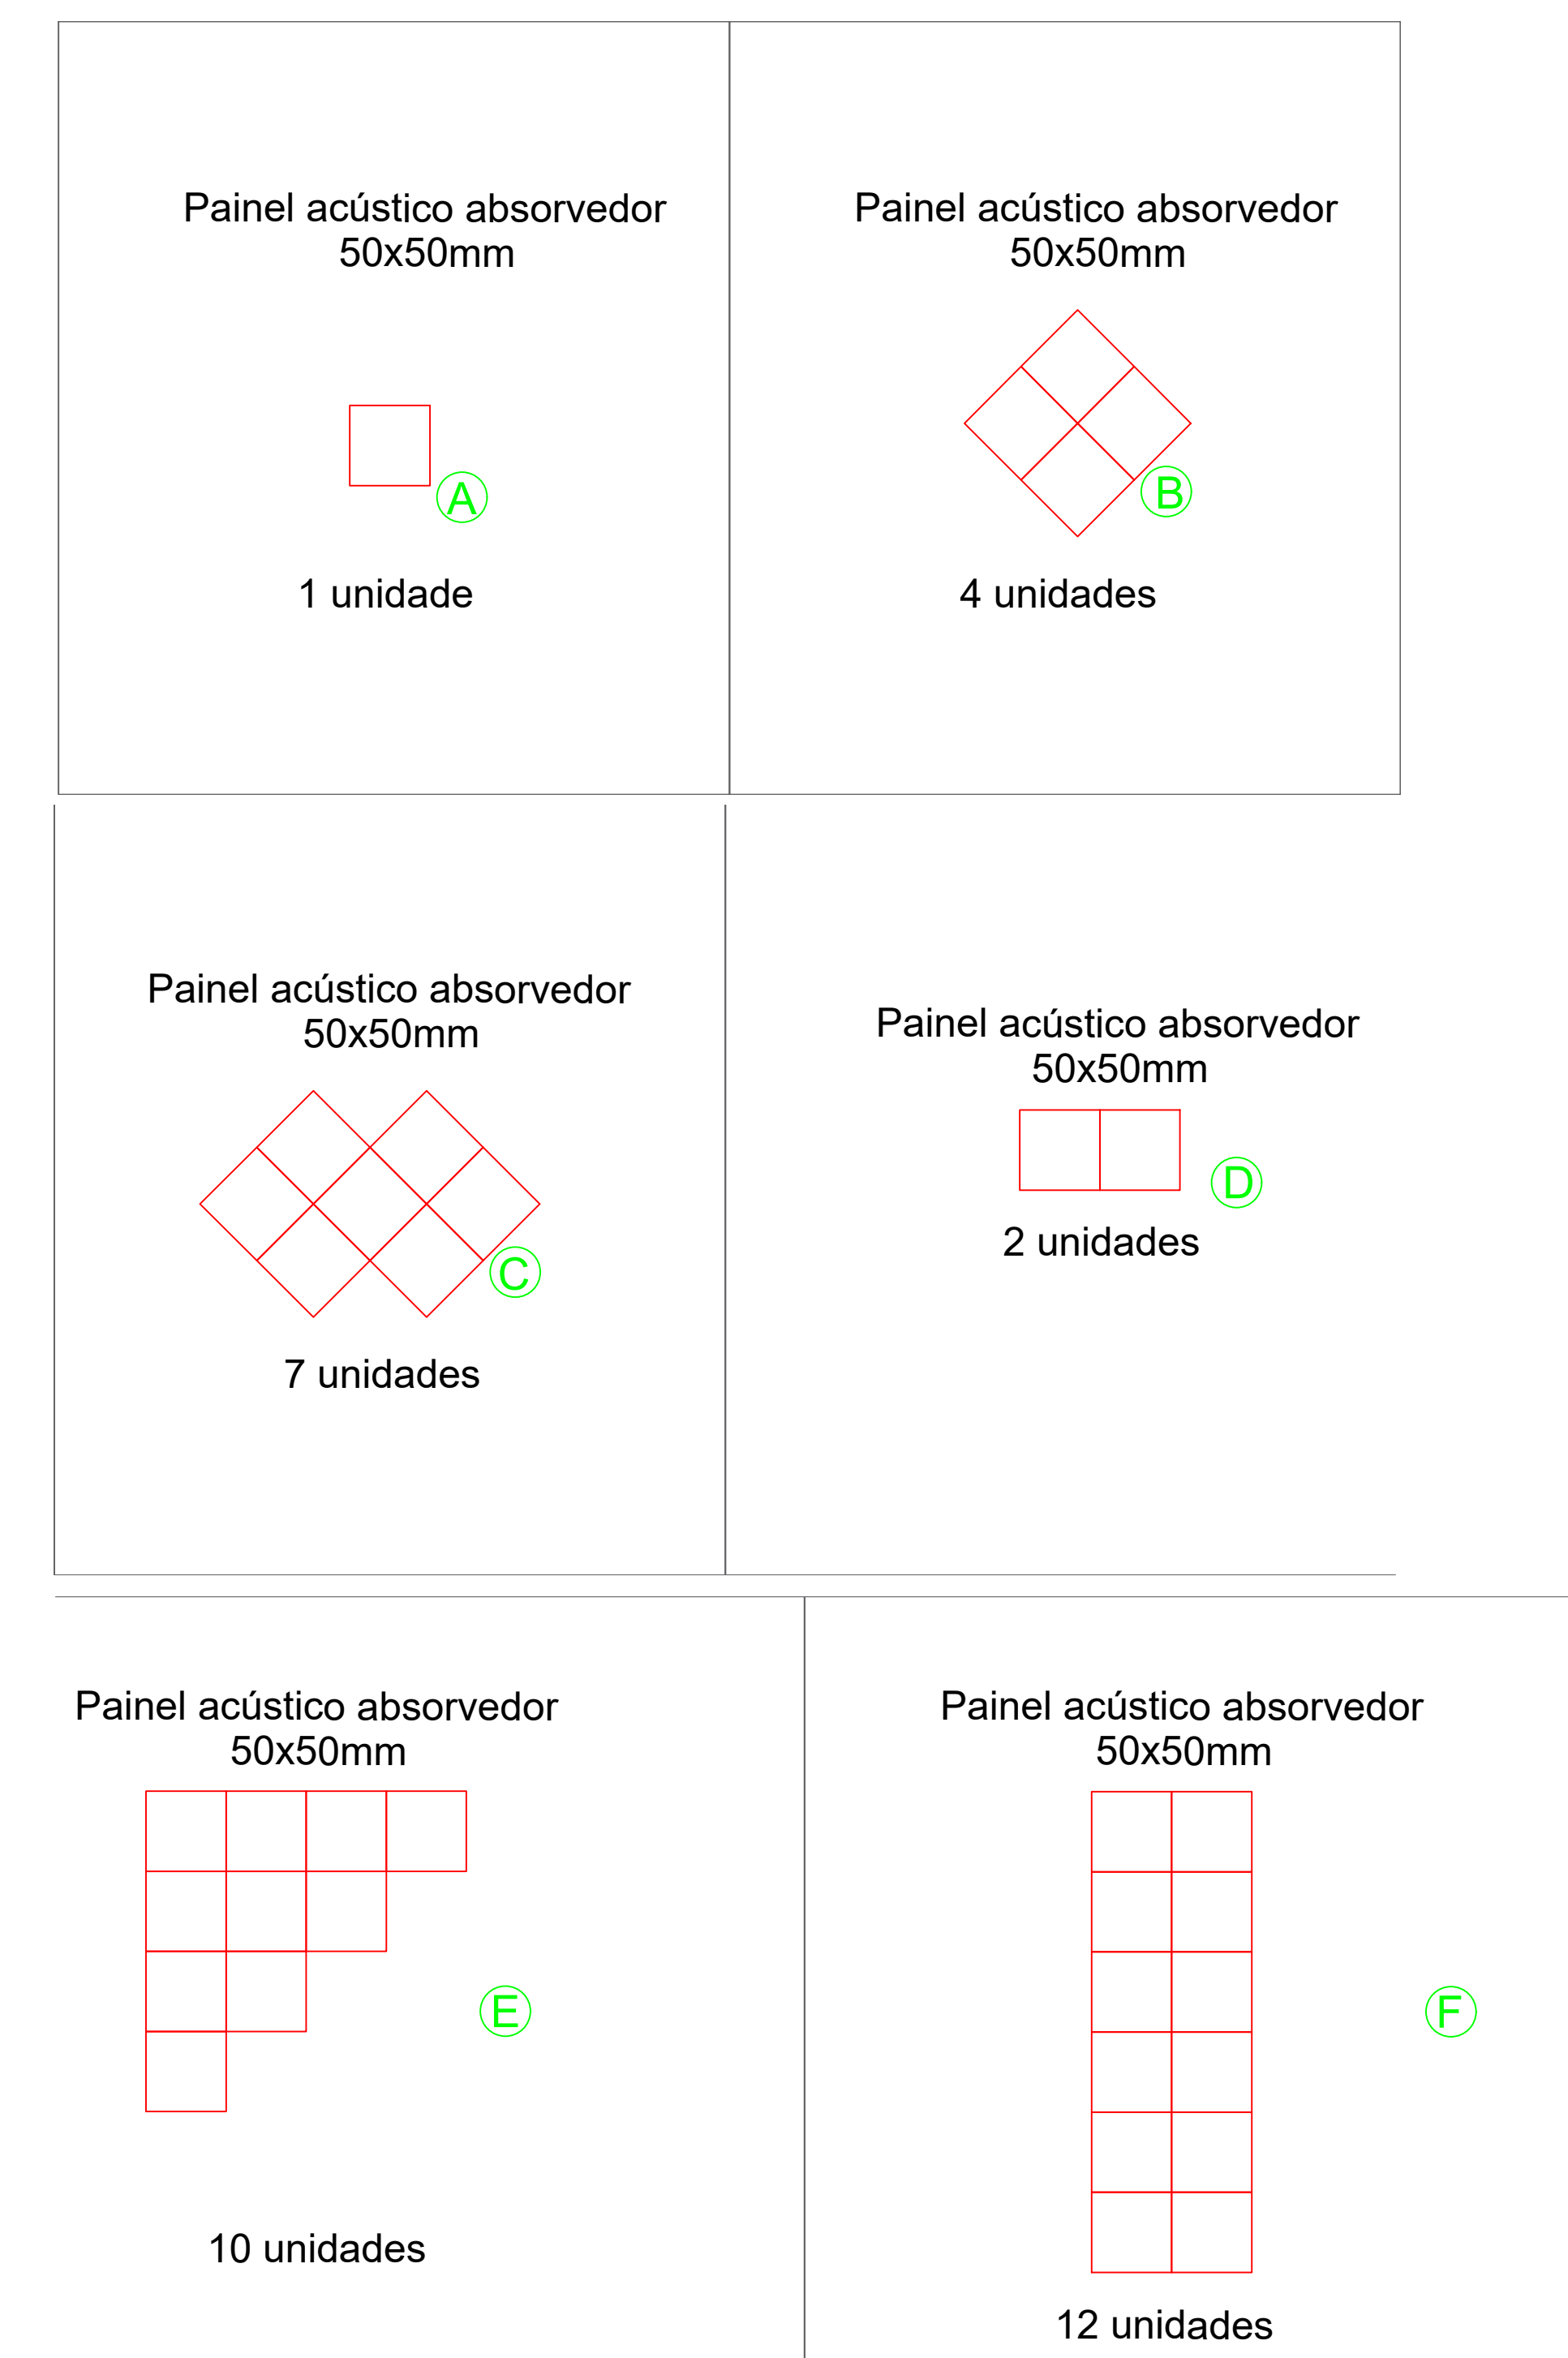 Painel acústico absorvedor
50x50mm
A
1 unidade
Painel acústico absorvedor
50x50mm
B
4 unidades
Painel acústico absorvedor
50x50mm
C
7 unidades
Painel acústico absorvedor
50x50mm
D
2 unidades
Painel acústico absorvedor
50x50mm
E
10 unidades
Painel acústico absorvedor
50x50mm
F
12 unidades